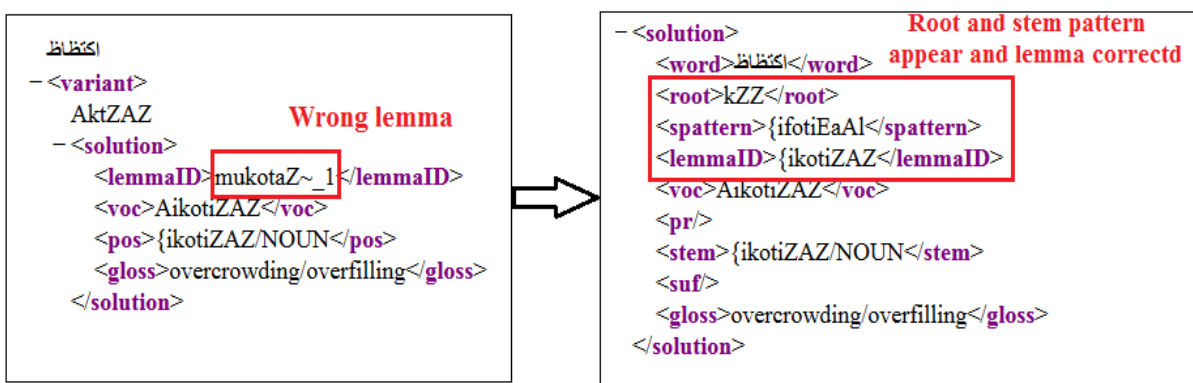 اكتظاظ
– <variant>
AktZAZ
Wrong lemma
– <solution>
<lemmaID>mukotaZ~_1</lemmaID>
<voc>AikotiZAZ</voc>
<pos>{ikotiZAZ/NOUN</pos>
<gloss>overcrowding/overfilling</gloss>
</solution>
Root and stem pattern
appear and lemma correctd
– <solution>
<word>اكتظاظ</word>
<root>kZZ</root>
<spattern>{ifotiEaAl</spattern>
<lemmaID>{ikotiZAZ</lemmaID>
<voc>AikotiZAZ</voc>
<pr/>
<stem>{ikotiZAZ/NOUN</stem>
<suf/>
<gloss>overcrowding/overfilling</gloss>
</solution>